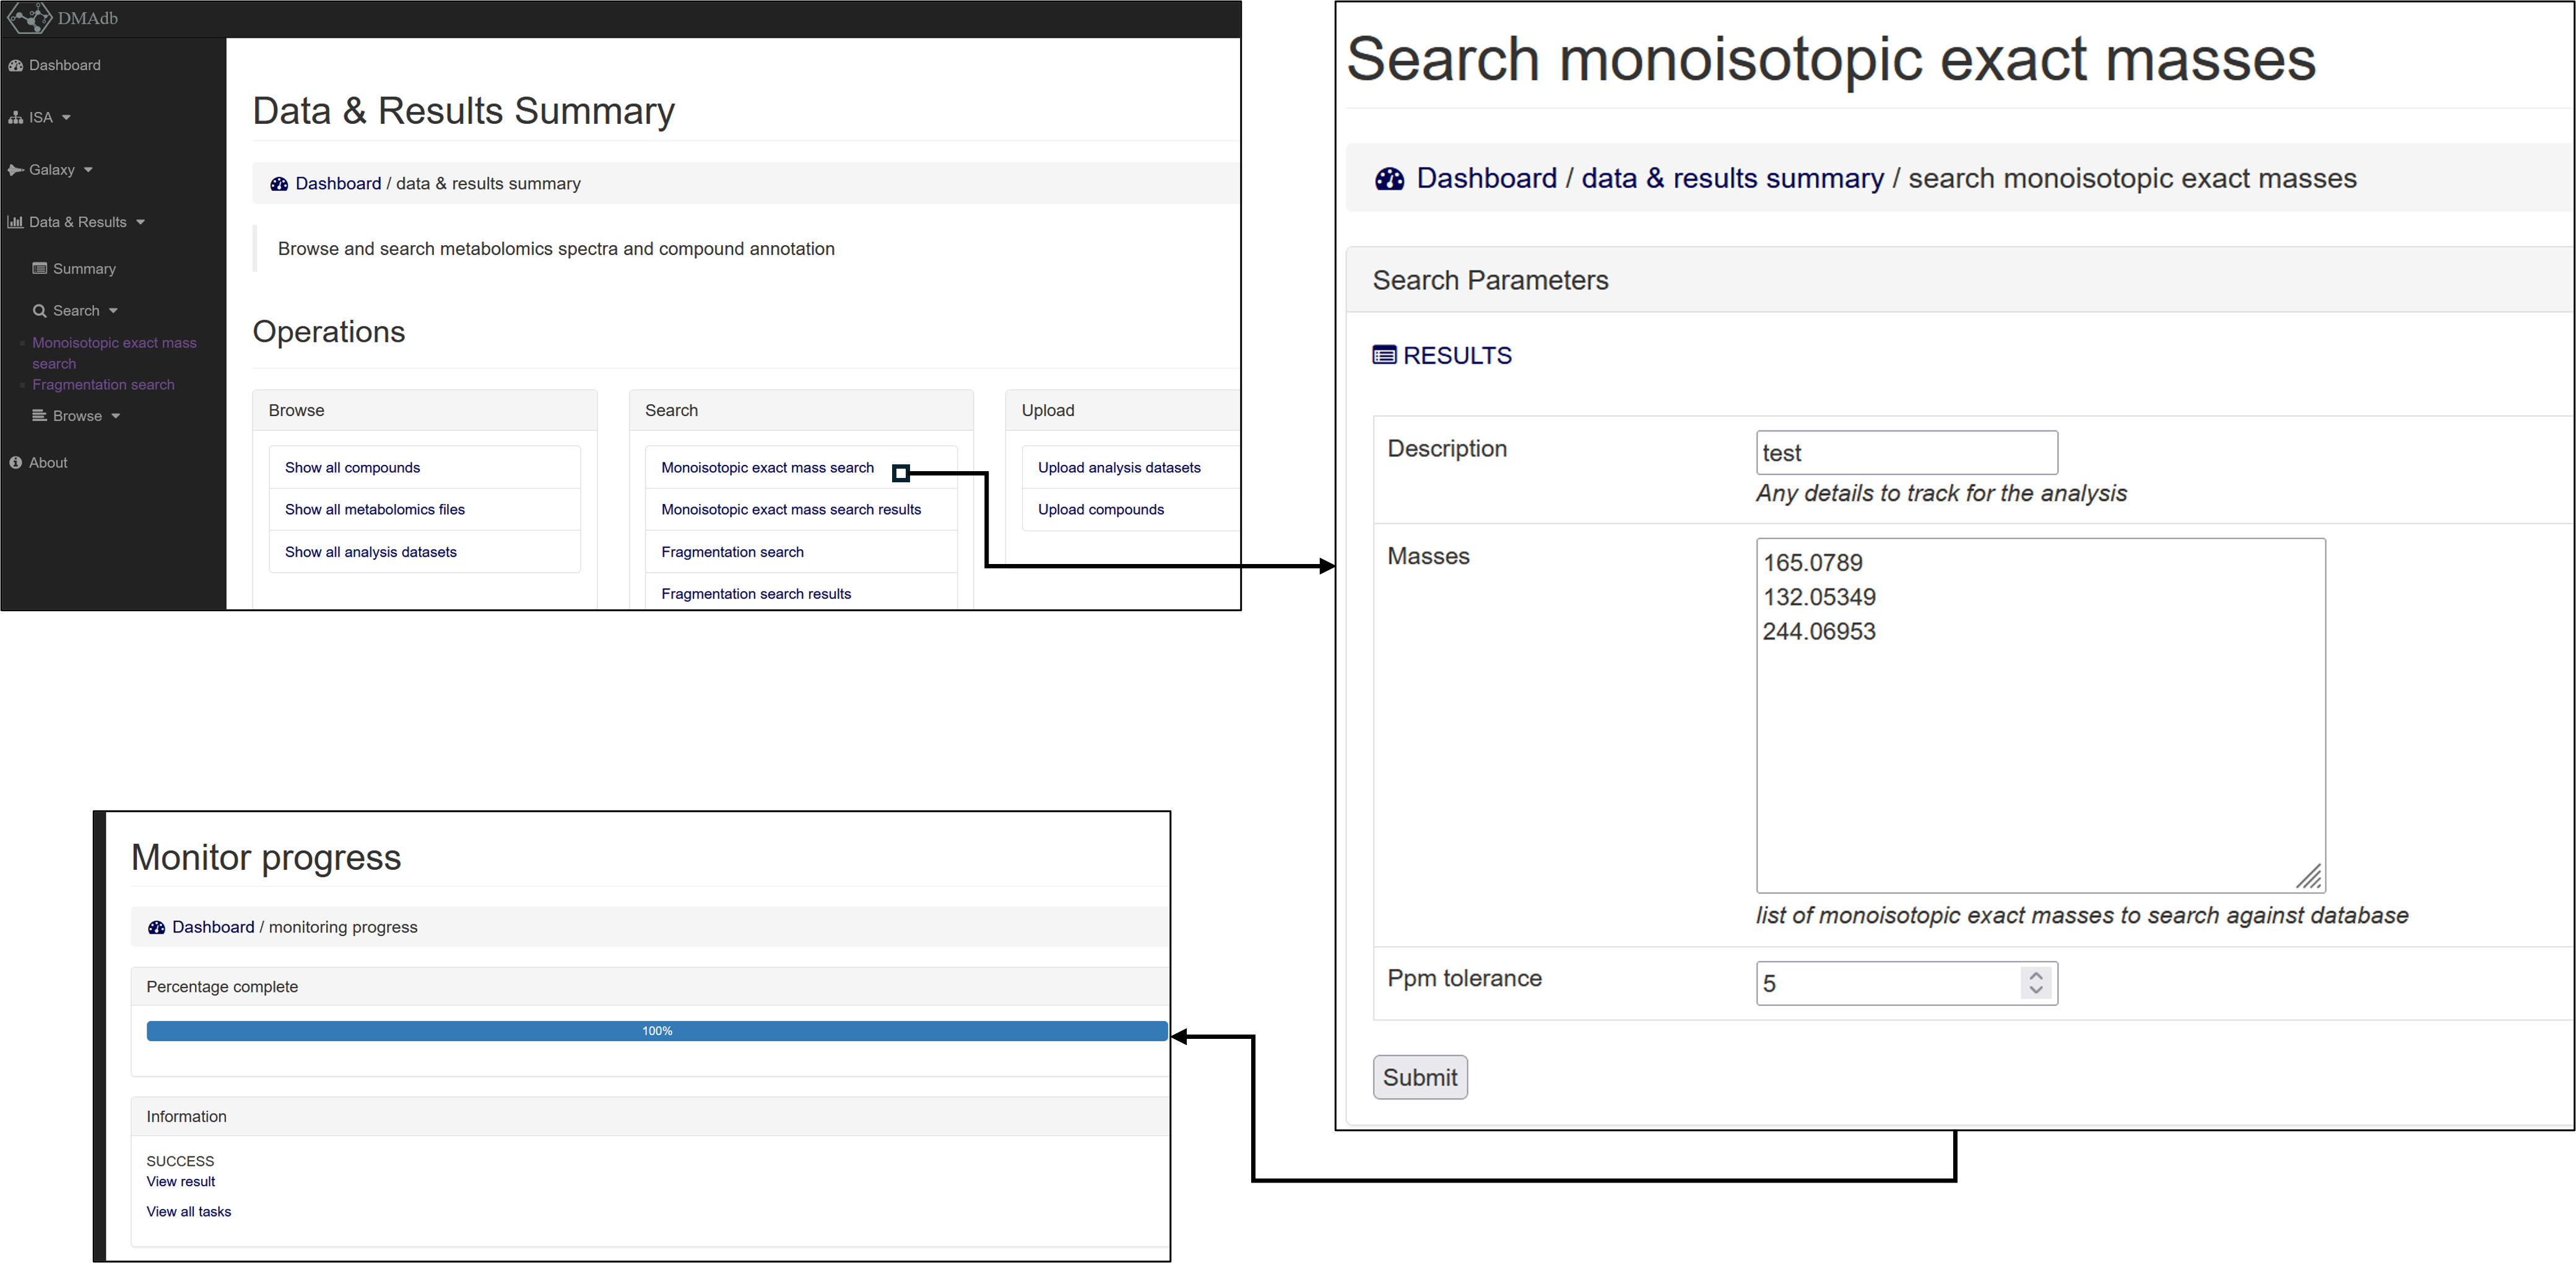 DMAdb
Dashboard
ISA
Galaxy
Data & Results
Summary
Search
Monoisotopic exact mass
search
Fragmentation search
Browse
About
Data & Results Summary
Dashboard / data & results summary
Browse and search metabolomics spectra and compound annotation
Operations
Browse
Show all compounds
Show all metabolomics files
Show all analysis datasets
Search
Monoisotopic exact mass search
Monoisotopic exact mass search results
Fragmentation search
Fragmentation search results
Upload
Upload analysis datasets
Upload compounds
Search monoisotopic exact masses
Dashboard / data & results summary / search monoisotopic exact masses
Search Parameters
RESULTS
Description
test
Any details to track for the analysis
Masses
165.0789
132.05349
244.06953
list of monoisotopic exact masses to search against database
Ppm tolerance
5
Submit
Monitor progress
Dashboard / monitoring progress
Percentage complete
100%
Information
SUCCESS
View result
View all tasks